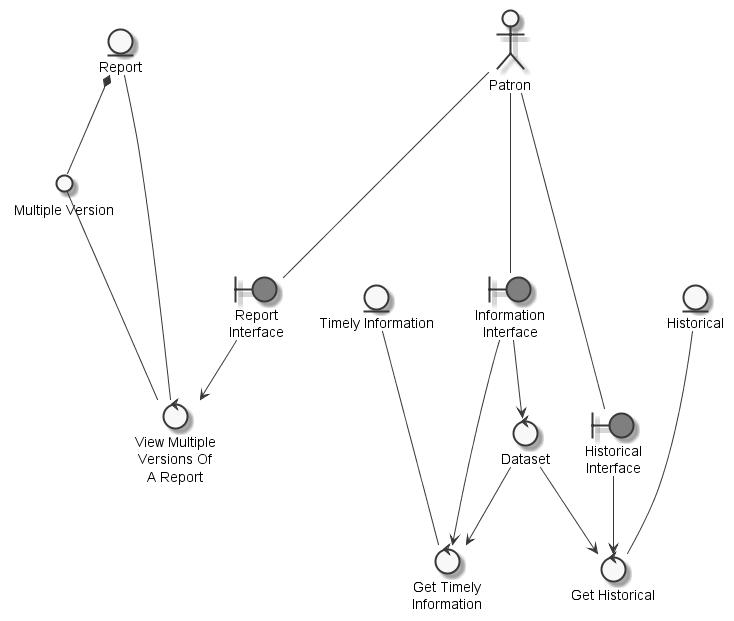 Report
Patron
Multiple Version
Report
Interface
Timely Information
Information
Interface
Historical
View Multiple
Versions Of
A Report
Dataset
Historical
Interface
Get Timely
Information
Get Historical